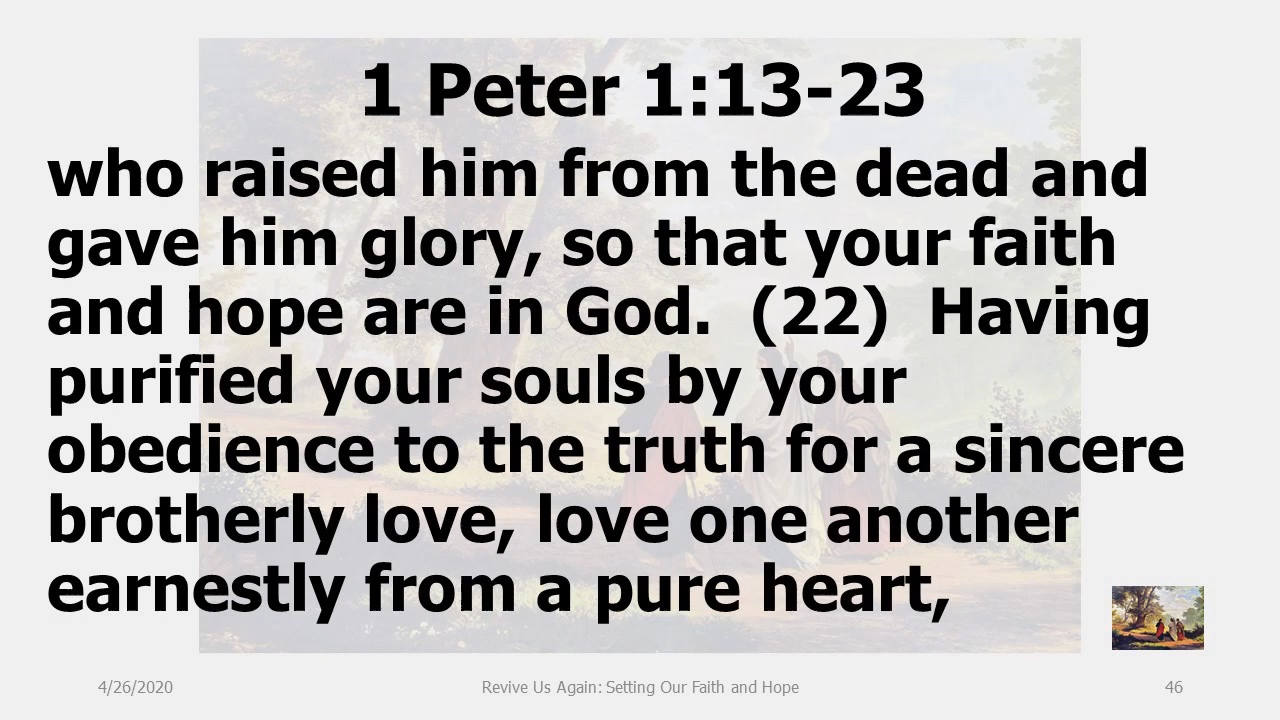 1 Peter 1:13-23
who raised him from the dead and
gave him glory, so that your faith
and hope are in God.  (22)  Having
purified your souls by your
obedience to the truth for a sincere
brotherly love, love one another
earnestly from a pure heart,
4/26/2020
Revive Us Again: Setting Our Faith and Hope
46